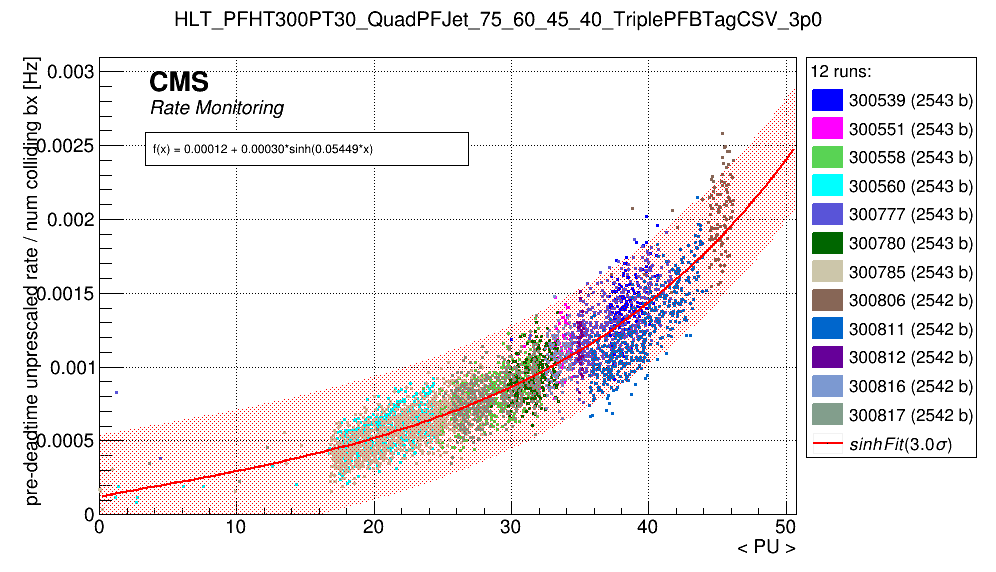 HLT_PFHT300PT30_QuadPFJet_75_60_45_40_TriplePFBTagCSV_3p0
pre-deadtime unprescaled rate / num colliding bx [Hz]
0.003
0.0025
0.002
0.0015
0.001
0.0005
0
CMS
Rate Monitoring
f(x) = 0.00012 + 0.00030*sinh(0.05449*x)
0 10 20 30 40 50
< PU >
12 runs:
300539 (2543 b)
300551 (2543 b)
300558 (2543 b)
300560 (2543 b)
300777 (2543 b)
300780 (2543 b)
300785 (2543 b)
300806 (2542 b)
300811 (2542 b)
300812 (2542 b)
300816 (2542 b)
300817 (2542 b)
sinhFit(3.0σ)